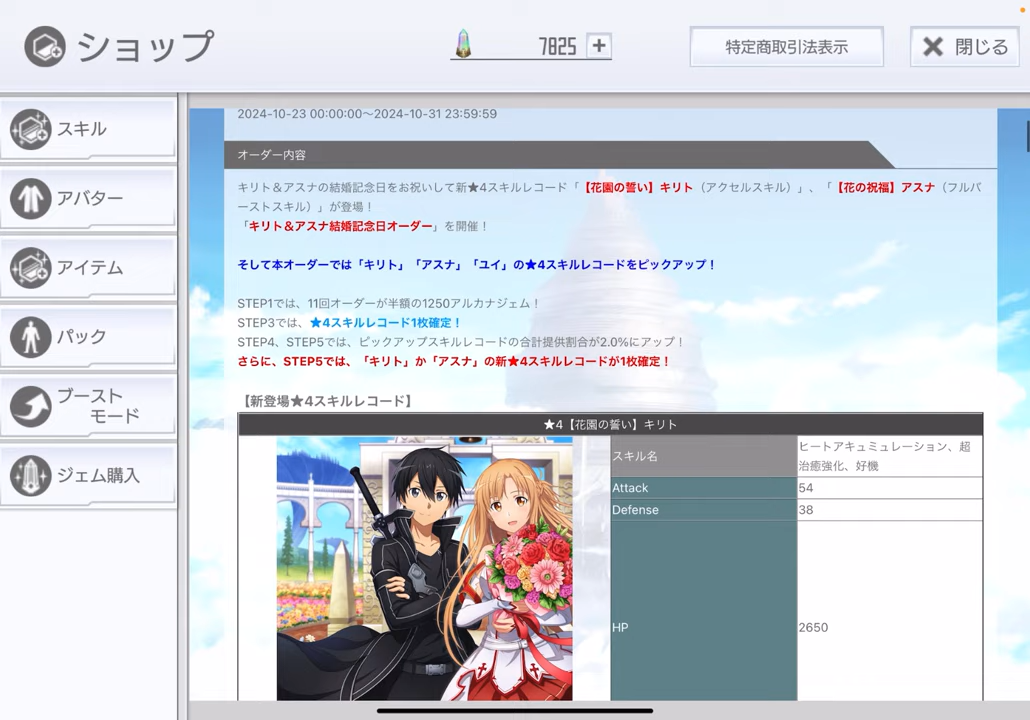 ショップ
7825
特定商取引法表示
閉じる
スキル
アバター
アイテム
パック
ブースト
モード
ジェム購入
2024-10-23 00:00:00～2024-10-31 23:59:59
オーダー内容
キリト＆アスナの結婚記念日をお祝いして新★4スキルレコード「【花園の誓い】キリト（アクセルスキル）」、「【花の祝福】アスナ（フルバ
ーストスキル）」が登場！
「キリト＆アスナ結婚記念日オーダー」を開催！
そして本オーダーでは「キリト」「アスナ」「ユイ」の★4スキルレコードをピックアップ！
STEP1では、11回オーダーが半額の1250アルカナジェム！
STEP3では、★4スキルレコード1枚確定！
STEP4、STEP5では、ピックアップスキルレコードの合計提供割合が2.0%にアップ！
さらに、STEP5では、「キリト」か「アスナ」の新★4スキルレコードが1枚確定！
【新登場★4スキルレコード】
★4【花園の誓い】キリト
スキル名
ヒートアキュミュレーション、超
治癒強化、好機
Attack
54
Defense
38
HP
2650